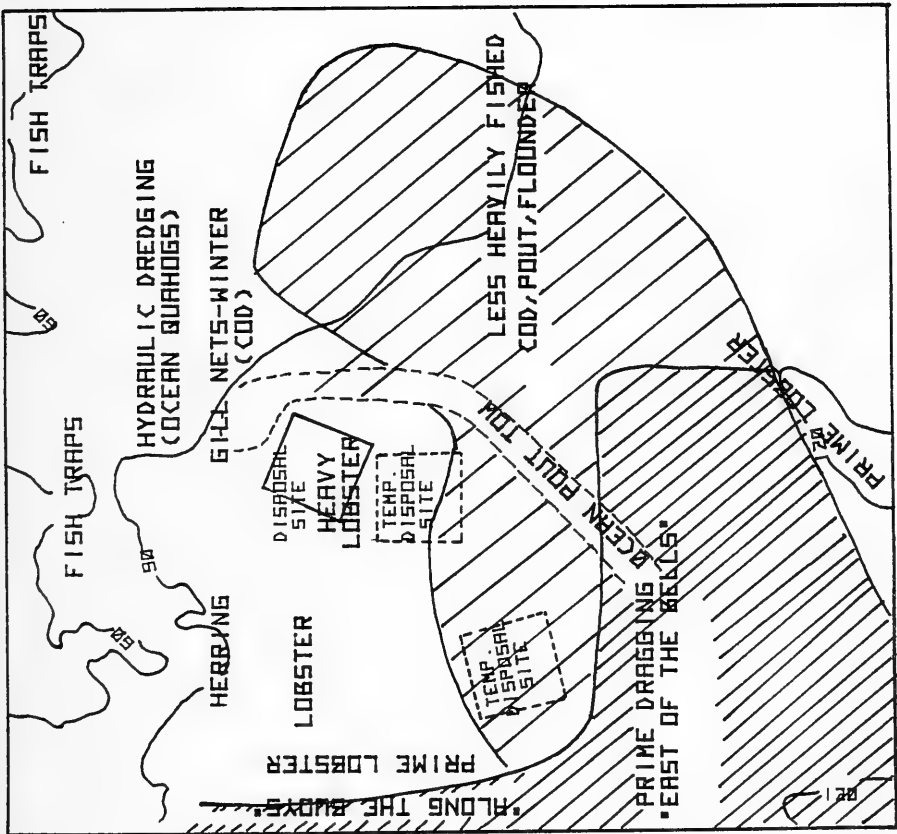 FISH TRAPS
FISH TRAPS
60
90
60
HYDRAULIC DREDGING
(OCEAN QUAHOGS)
GILL NETS-WINTER
(COD)
HERRING
DISPOSAL
SITE
HEAVY
LOBSTER
LOBSTER
TEMP.
DISPOSAL
SITE
TEMP.
DISPOSAL
SITE
PRIME LOBSTER
"ALONG THE BUOYS"
LESS HEAVILY FISHED
COD,POUT,FLOUNDER
OCEAN POUT TOW
PRIME DRAGGING
"EAST OF THE BELLS"
PRIME LOBSTER